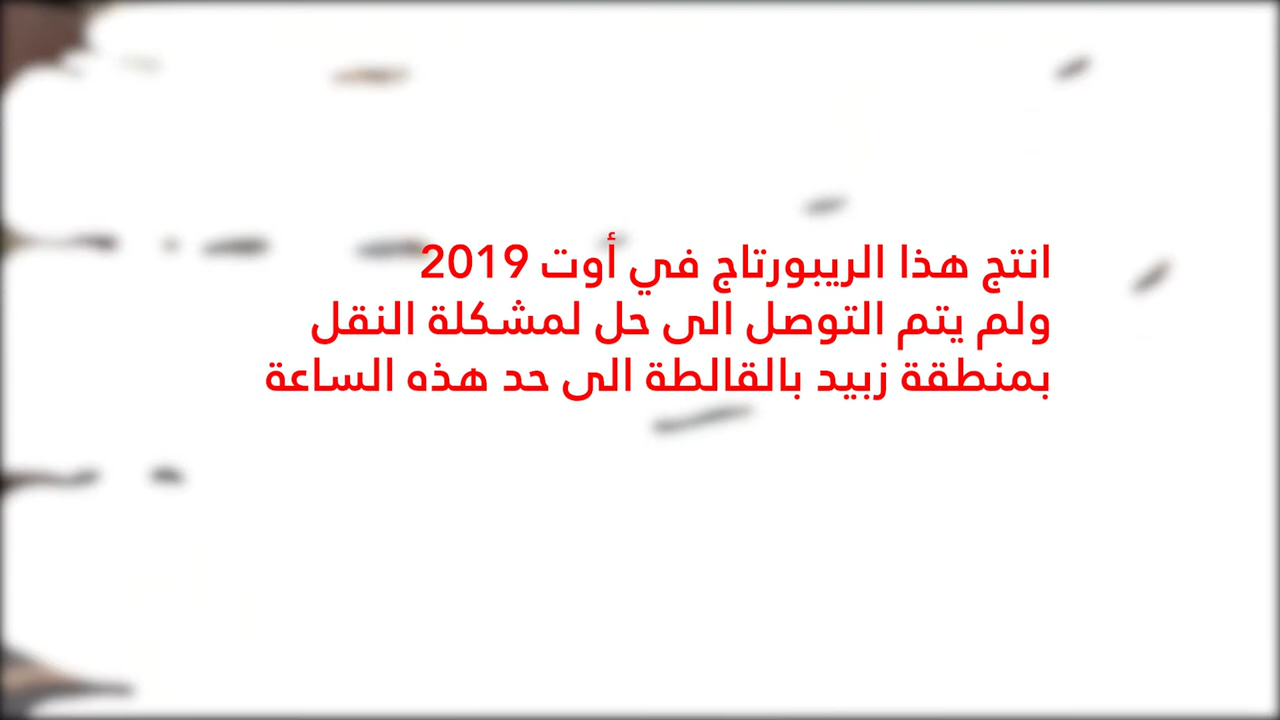 انتج هذا الريبورتاج في أوت 2019
ولم يتم التوصل الى حل لمشكلة النقل
بمنطقة زبيد بالقالطة الى حد هذه الساعة